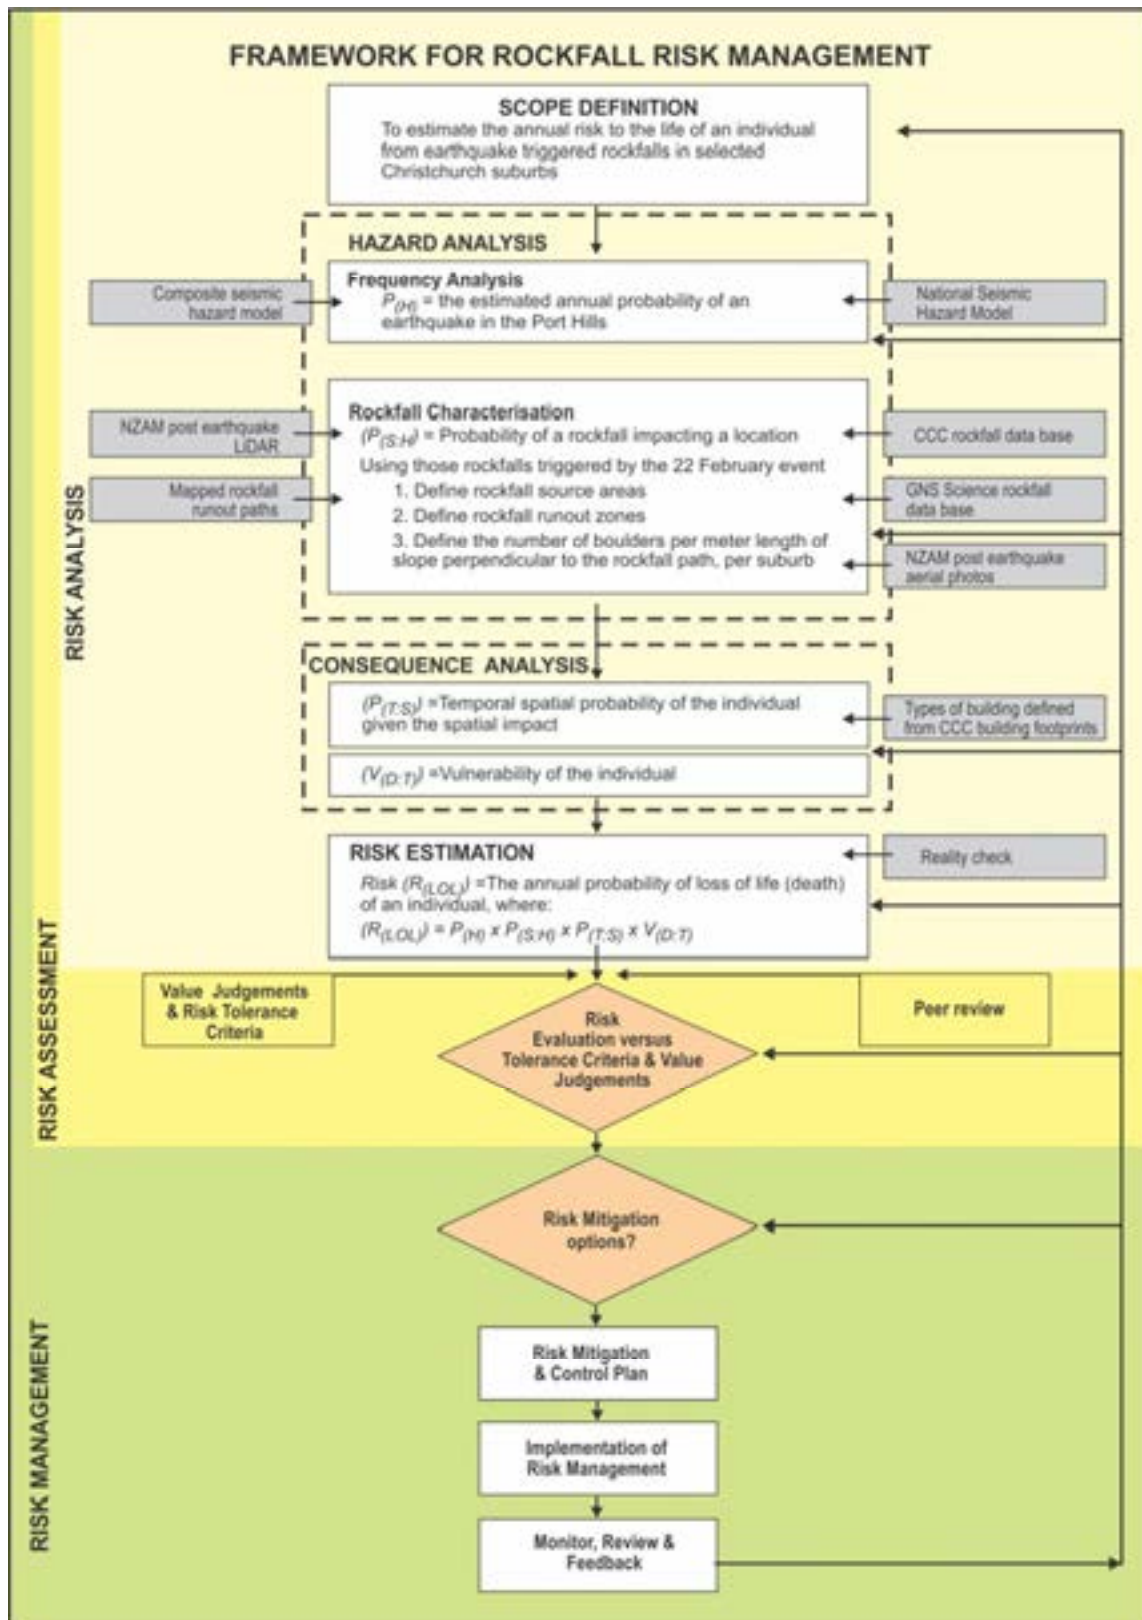 FRAMEWORK FOR ROCKFALL RISK MANAGEMENT
SCOPE DEFINITION
To estimate the annual risk to the life of an individual
from earthquake triggered rockfalls in selected
Christchurch suburbs
HAZARD ANALYSIS
Frequency Analysis
P(H) = the estimated annual probability of an
earthquake in the Port Hills
Composite seismic
hazard model
National Seismic
Hazard Model
Rockfall Characterisation
(P(S:H)) = Probability of a rockfall impacting a location
Using those rockfalls triggered by the 22 February event
1. Define rockfall source areas
2. Define rockfall runout zones
3. Define the number of boulders per meter length of
slope perpendicular to the rockfall path, per suburb
NZAM post earthquake
LiDAR
Mapped rockfall
runout paths
CCC rockfall data base
GNS Science rockfall
data base
NZAM post earthquake
aerial photos
RISK ANALYSIS
CONSEQUENCE ANALYSIS
(P(T:S)) =Temporal spatial probability of the individual
given the spatial impact
Types of building defined
from CCC building footprints
(V(D:T)) =Vulnerability of the individual
RISK ESTIMATION
Risk (R(LOL)) =The annual probability of loss of life (death)
of an individual, where:
(R(LOL)) = P(H) x P(S:H) x P(T:S) x V(D:T)
Reality check
RISK ASSESSMENT
Value Judgements
& Risk Tolerance
Criteria
Peer review
Risk
Evaluation versus
Tolerance Criteria & Value
Judgements
RISK MANAGEMENT
Risk Mitigation
options?
Risk Mitigation
& Control Plan
Implementation of
Risk Management
Monitor, Review &
Feedback